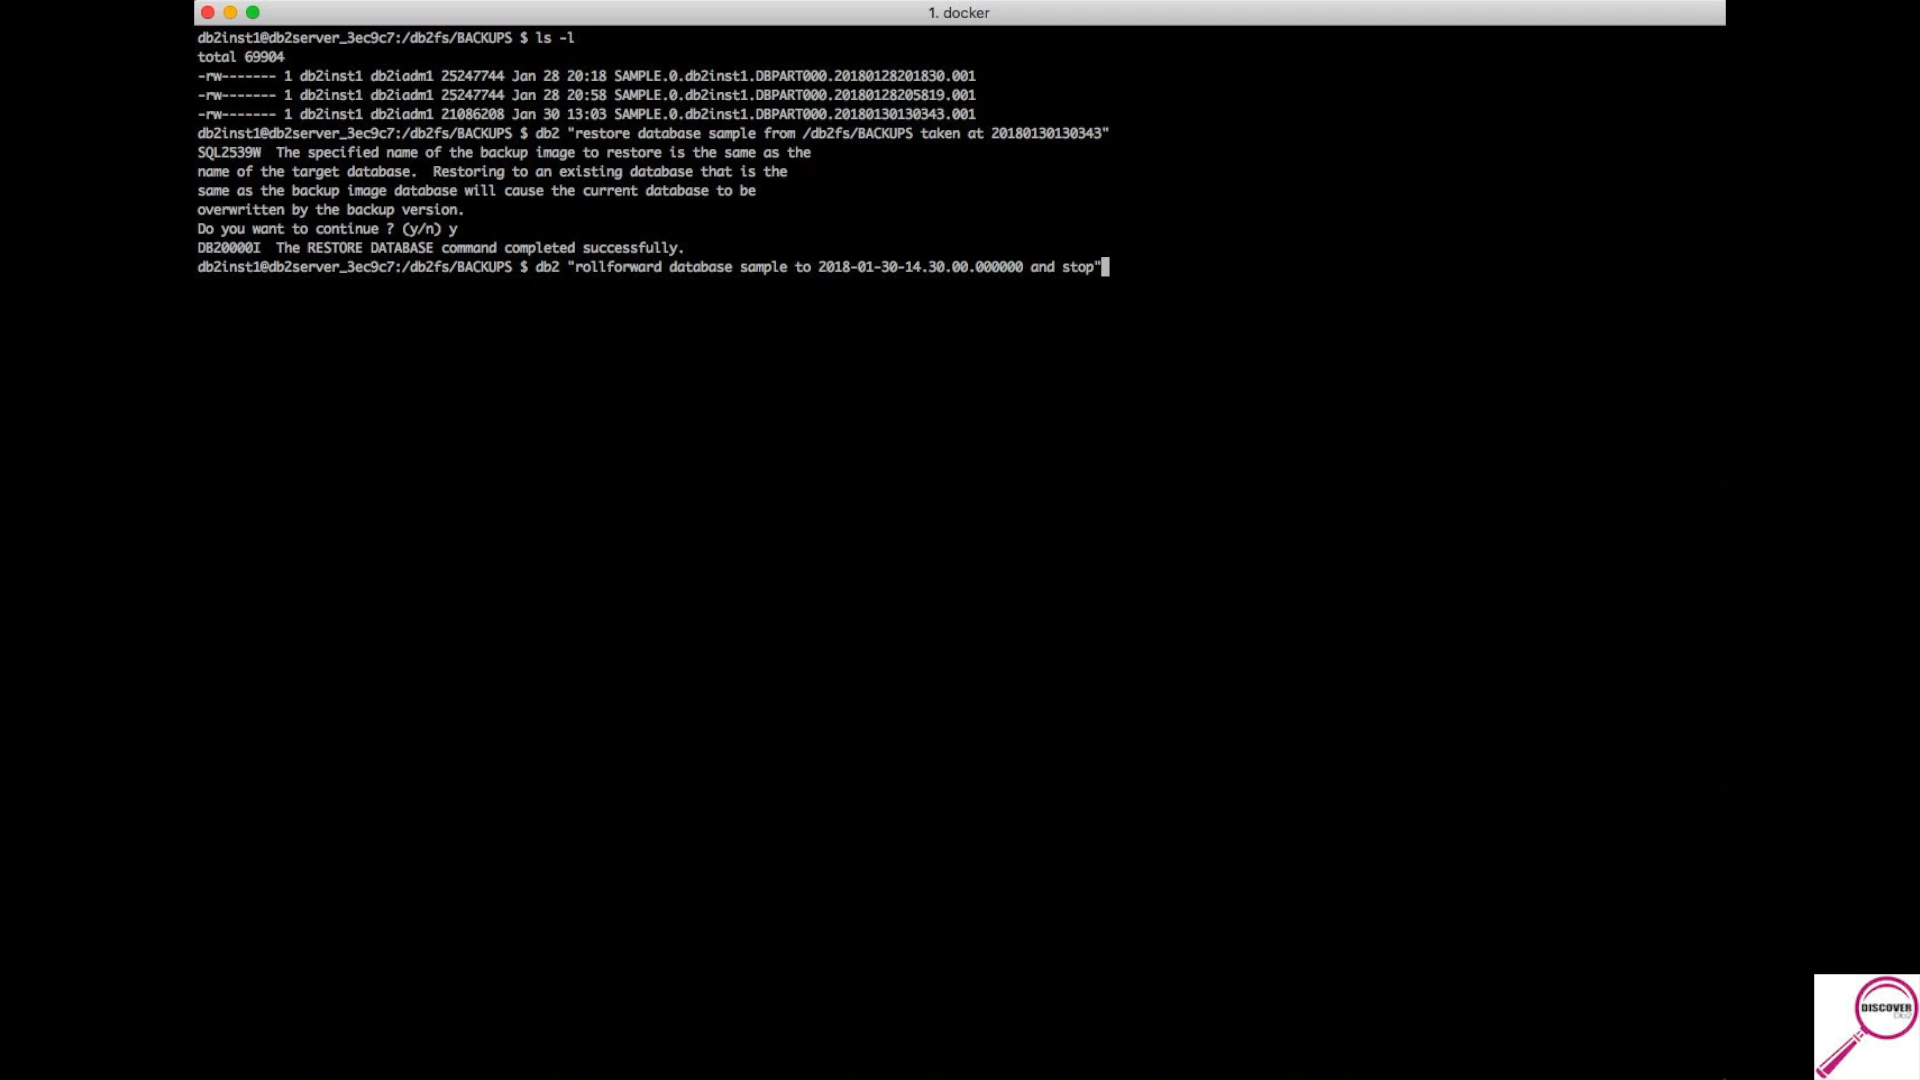 1. docker
db2inst1@db2server_3ec9c7:/db2fs/BACKUPS $ ls -l
total 69904
-rw------- 1 db2inst1 db2iadm1 25247744 Jan 28 20:18 SAMPLE.0.db2inst1.DBPART000.20180128201830.001
-rw------- 1 db2inst1 db2iadm1 25247744 Jan 28 20:58 SAMPLE.0.db2inst1.DBPART000.20180128205819.001
-rw------- 1 db2inst1 db2iadm1 21086208 Jan 30 13:03 SAMPLE.0.db2inst1.DBPART000.20180130130343.001
db2inst1@db2server_3ec9c7:/db2fs/BACKUPS $ db2 "restore database sample from /db2fs/BACKUPS taken at 20180130130343"
SQL2539W  The specified name of the backup image to restore is the same as the
name of the target database.  Restoring to an existing database that is the
same as the backup image database will cause the current database to be
overwritten by the backup version.
Do you want to continue ? (y/n) y
DB20000I  The RESTORE DATABASE command completed successfully.
db2inst1@db2server_3ec9c7:/db2fs/BACKUPS $ db2 "rollforward database sample to 2018-01-30-14.30.00.000000 and stop"
DISCOVER